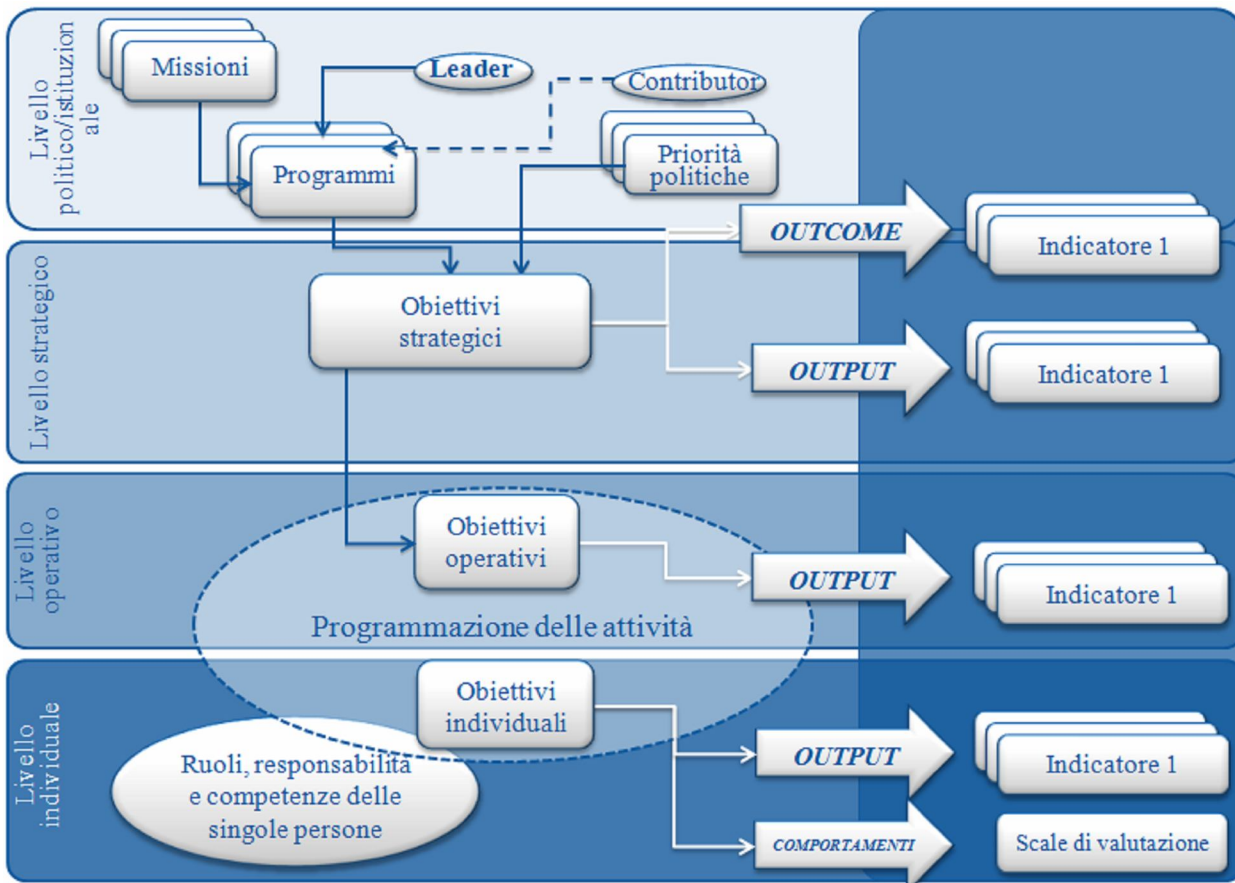 Livello
politico/istituzion
ale
Missioni
Leader
Contributor
Programmi
Priorità
politiche
OUTCOME
Indicatore 1
Livello strategico
Obiettivi
strategici
OUTPUT
Indicatore 1
Livello
operativo
Obiettivi
operativi
OUTPUT
Indicatore 1
Programmazione delle attività
Livello
individuale
Obiettivi
individuali
Ruoli, responsabilità
e competenze delle
singole persone
OUTPUT
Indicatore 1
COMPORTAMENTI
Scale di valutazione